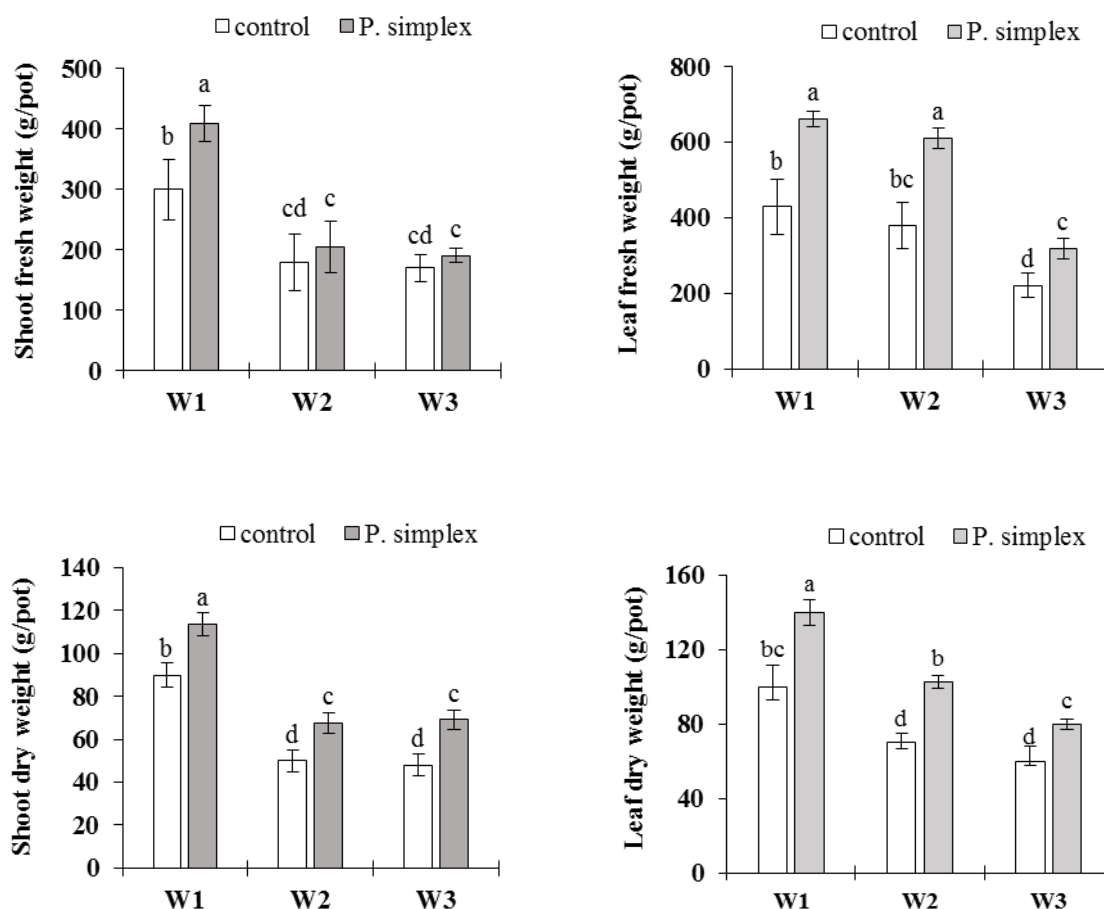 control P. simplex
Shoot fresh weight (g/pot)
500
400
300
200
100
0
b
a
cd
c
cd
c
W1 W2 W3
control P. simplex
Leaf fresh weight (g/pot)
800
600
400
200
0
b
a
bc
a
d
c
W1 W2 W3
control P. simplex
Shoot dry weight (g/pot)
140
120
100
80
60
40
20
0
b
a
d
c
d
c
W1 W2 W3
control P. simplex
Leaf dry weight (g/pot)
160
120
80
40
0
bc
a
d
b
d
c
W1 W2 W3